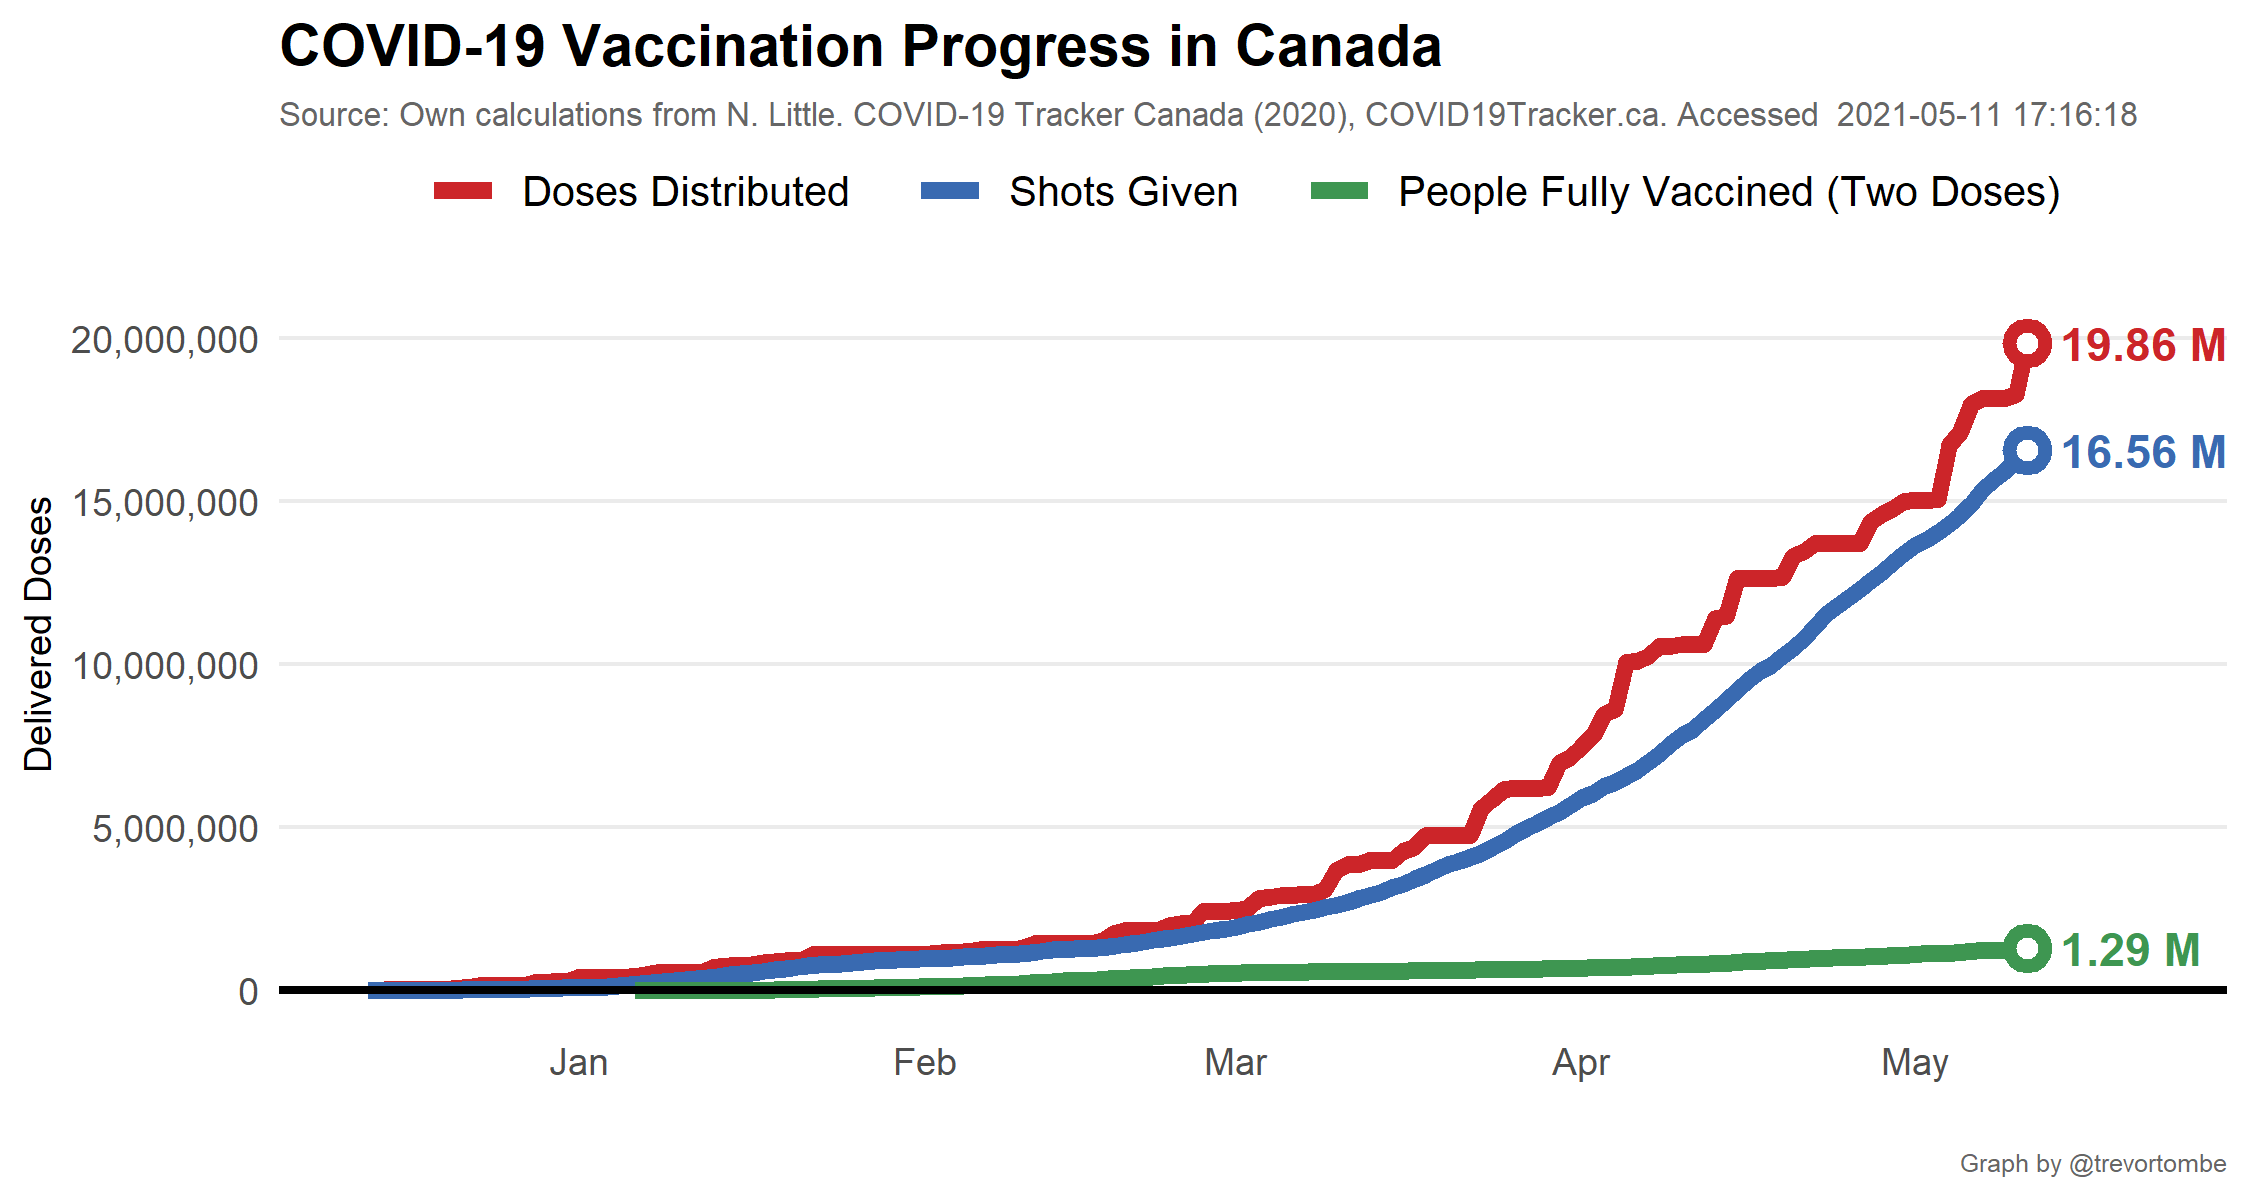 COVID-19 Vaccination Progress in Canada
Source: Own calculations from N. Little. COVID-19 Tracker Canada (2020), COVID19Tracker.ca. Accessed  2021-05-11 17:16:18
Doses Distributed
Shots Given
People Fully Vaccined (Two Doses)
Delivered Doses
20,000,000
15,000,000
10,000,000
5,000,000
0
19.86 M
16.56 M
1.29 M
Jan
Feb
Mar
Apr
May
Graph by @trevortombe